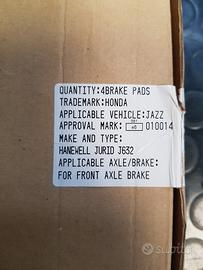 QUANTITY:4BRAKE PADS
TRADEMARK:HONDA
APPLICABLE VEHICLE:JAZZ
APPROVAL MARK: 010014
MAKE AND TYPE:
HANEWELL JURID J632
APPLICABLE AXLE/BRAKE:
FOR FRONT AXLE BRAKE
subito